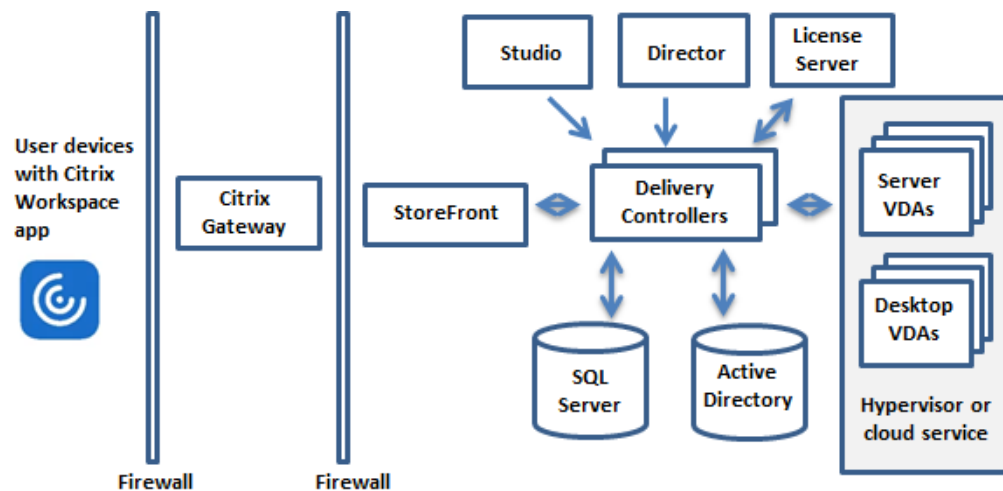 User devices
with Citrix
Workspace
app
Firewall
Citrix
Gateway
Firewall
StoreFront
Studio
Director
License
Server
Delivery
Controllers
SQL
Server
Active
Directory
Server
VDAs
Desktop
VDAs
Hypervisor or
cloud service